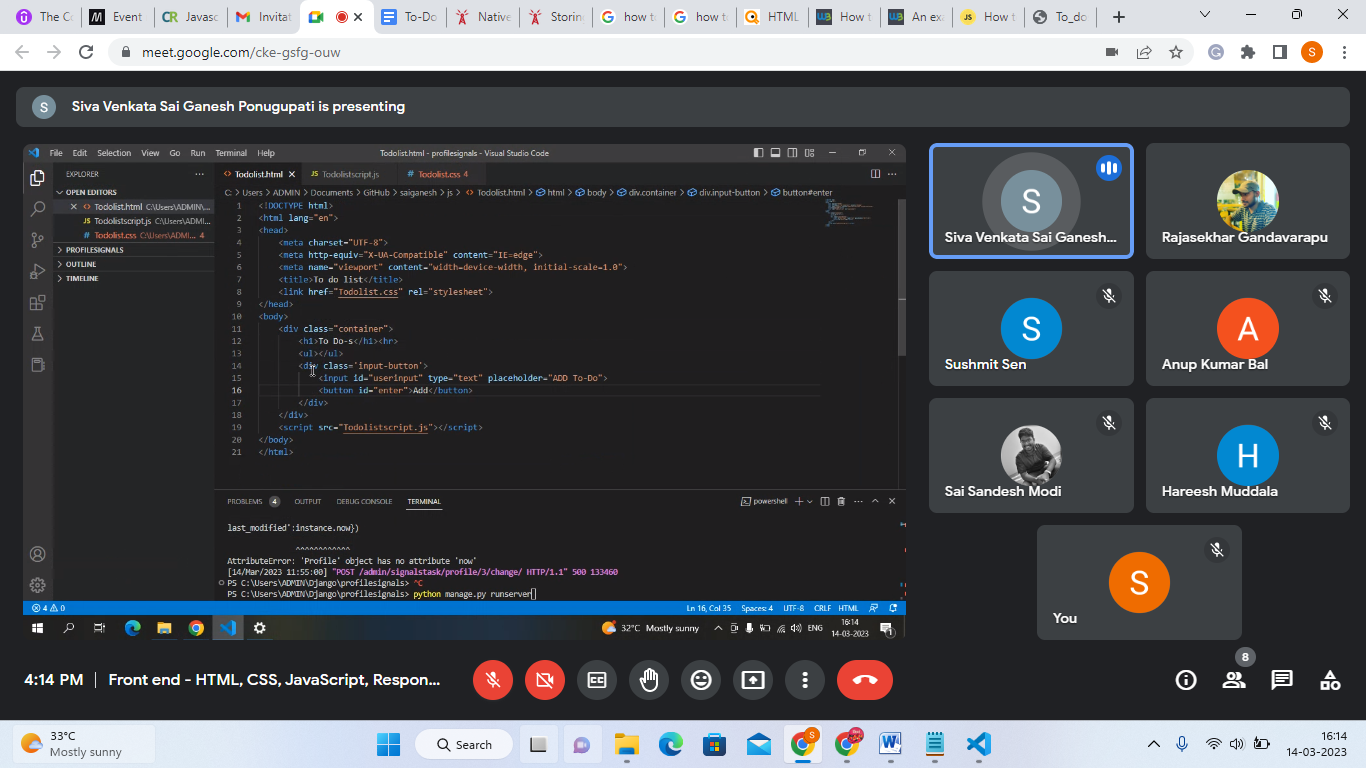 The Co
Event
Javasc
Invitat
To-Do
Native
Storin
how t
how t
HTML
How t
An exa
How t
To_do
meet.google.com/cke-gsfg-ouw
S
S
Siva Venkata Sai Ganesh Ponugupati is presenting
File Edit Selection View Go Run Terminal Help
Todolist.html - profilesignals - Visual Studio Code
EXPLORER
OPEN EDITORS
Todolist.html C:\Users\ADMIN\...
JS Todolistscript.js C:\Users\ADMI...
# Todolist.css C:\Users\ADMI... 4
PROFILESIGNALS
OUTLINE
TIMELINE
Todolist.html
JS Todolistscript.js
# Todolist.css 4
C: > Users > ADMIN > Documents > GitHub > saiganesh > js > Todolist.html > html > body > div.container > div.input-button > button#enter
1 <!DOCTYPE html>
2 <html lang="en">
3 <head>
4 <meta charset="UTF-8">
5 <meta http-equiv="X-UA-Compatible" content="IE=edge">
6 <meta name="viewport" content="width=device-width, initial-scale=1.0">
7 <title>To do list</title>
8 <link href="Todolist.css" rel="stylesheet">
9 </head>
10 <body>
11 <div class="container">
12 <h1>To Do-s</h1><hr>
13 <ul></ul>
14 <div class='input-button'>
15 <input id="userinput" type="text" placeholder="ADD To-Do">
16 <button id="enter">Add</button>
17 </div>
18 </div>
19 <script src="Todolistscript.js"></script>
20 </body>
21 </html>
PROBLEMS 4 OUTPUT DEBUG CONSOLE TERMINAL
powershell
last_modified':instance.now})
^^^^^^^^^^^^
AttributeError: 'Profile' object has no attribute 'now'
[14/Mar/2023 11:55:00] "POST /admin/signalstask/profile/3/change/ HTTP/1.1" 500 133460
PS C:\Users\ADMIN\Django\profilesignals> ^C
PS C:\Users\ADMIN\Django\profilesignals> python manage.py runserver
4 0
Ln 16, Col 35 Spaces: 4 UTF-8 CRLF HTML
32°C Mostly sunny
ENG
16:14
14-03-2023
1
S
Siva Venkata Sai Ganesh...
Rajasekhar Gandavarapu
S
Sushmit Sen
A
Anup Kumar Bal
Sai Sandesh Modi
H
Hareesh Muddala
S
You
4:14 PM | Front end - HTML, CSS, JavaScript, Respon...
8
33°C
Mostly sunny
Search
S
16:14
14-03-2023